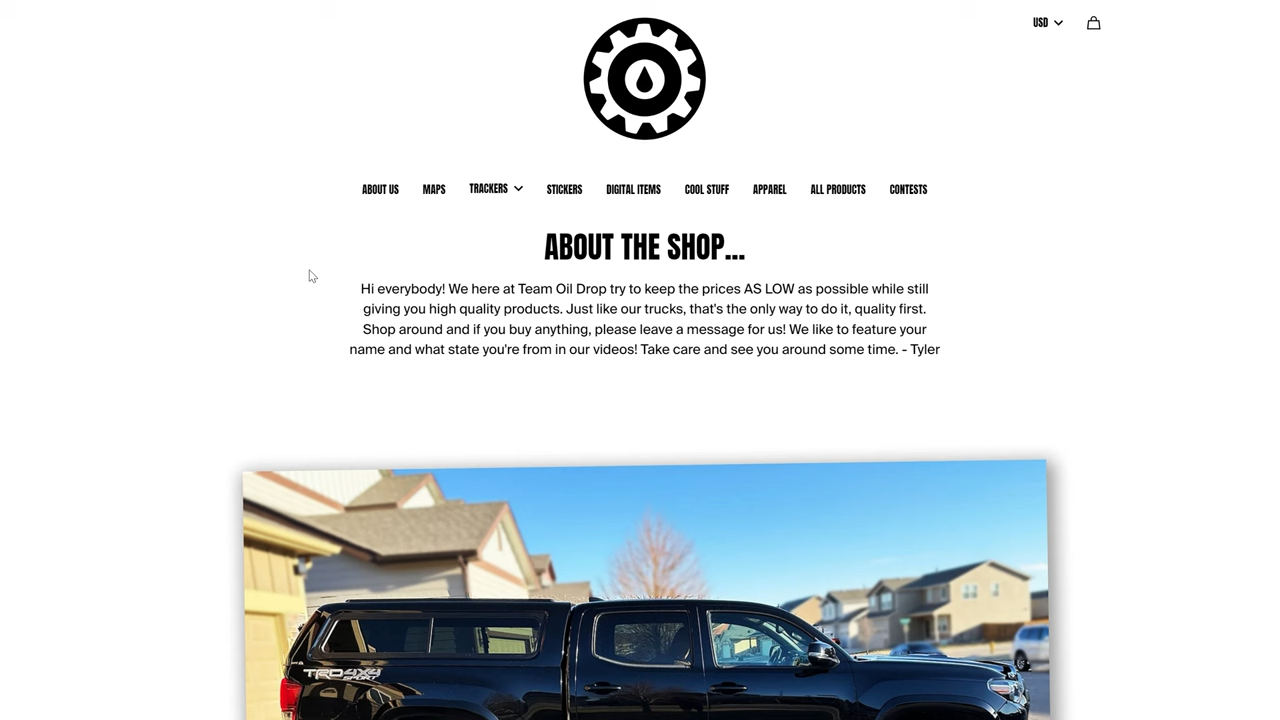 USD
ABOUT US MAPS TRACKERS STICKERS DIGITAL ITEMS COOL STUFF APPAREL ALL PRODUCTS CONTESTS
ABOUT THE SHOP...
Hi everybody! We here at Team Oil Drop try to keep the prices AS LOW as possible while still
giving you high quality products. Just like our trucks, that's the only way to do it, quality first.
Shop around and if you buy anything, please leave a message for us! We like to feature your
name and what state you're from in our videos! Take care and see you around some time. - Tyler
TRD 4x4
SPORT